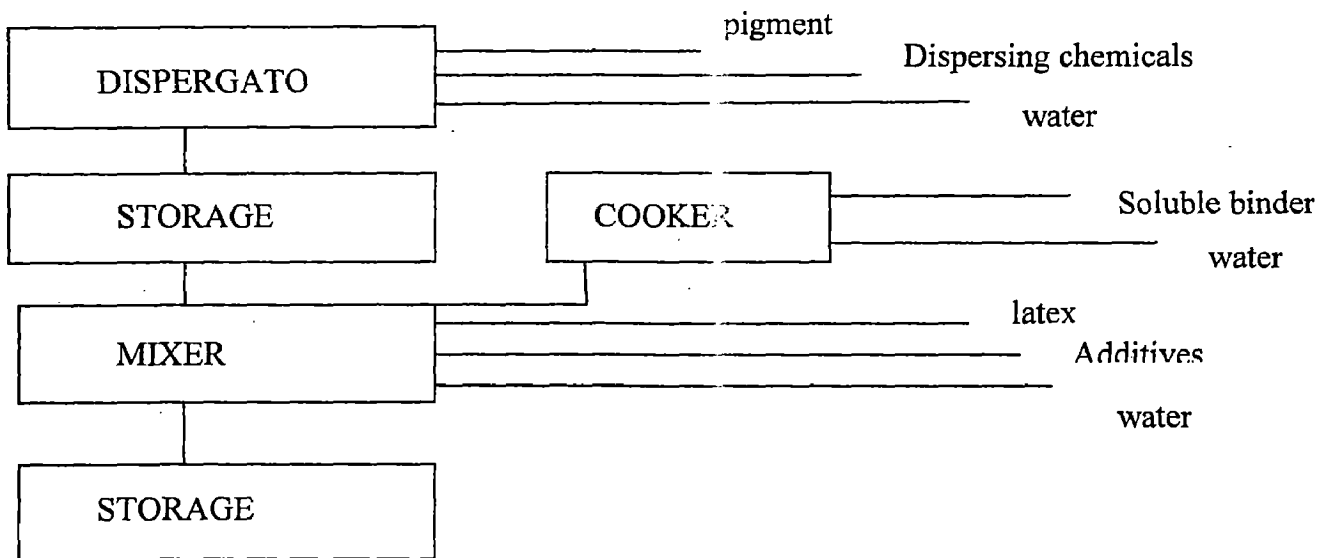 pigment
DISPERGATO
Dispersing chemicals
water
STORAGE
COOKER
Soluble binder
water
latex
MIXER
Additives
water
STORAGE